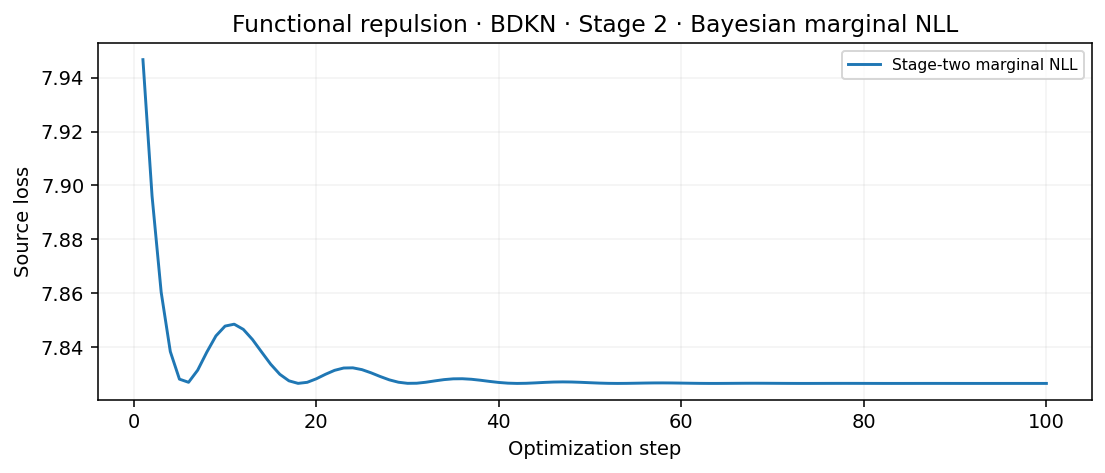 Functional repulsion · BDKN · Stage 2 · Bayesian marginal NLL
Stage-two marginal NLL
Source loss
7.94
7.92
7.90
7.88
7.86
7.84
0 20 40 60 80 100
Optimization step